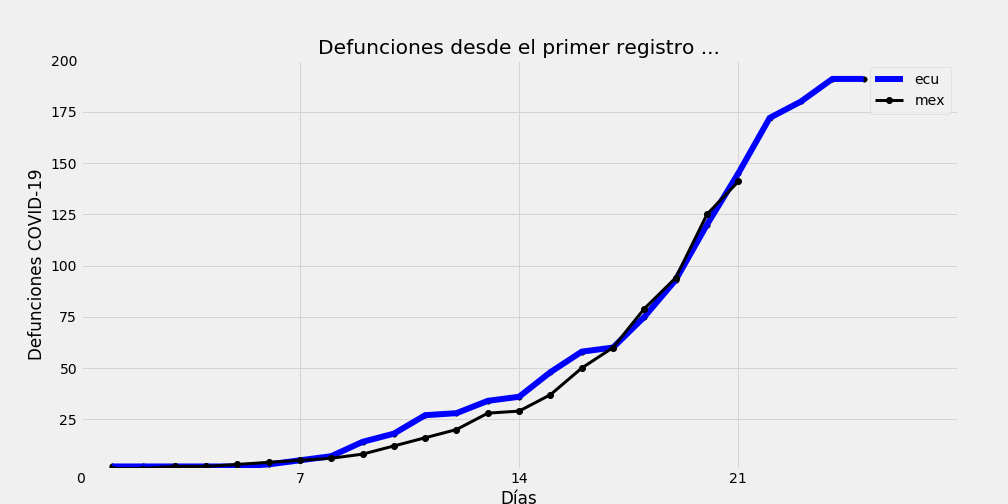 Defunciones desde el primer registro ...
200
175
150
125
100
75
50
25
0
7
14
21
Defunciones COVID-19
Días
ecu
mex